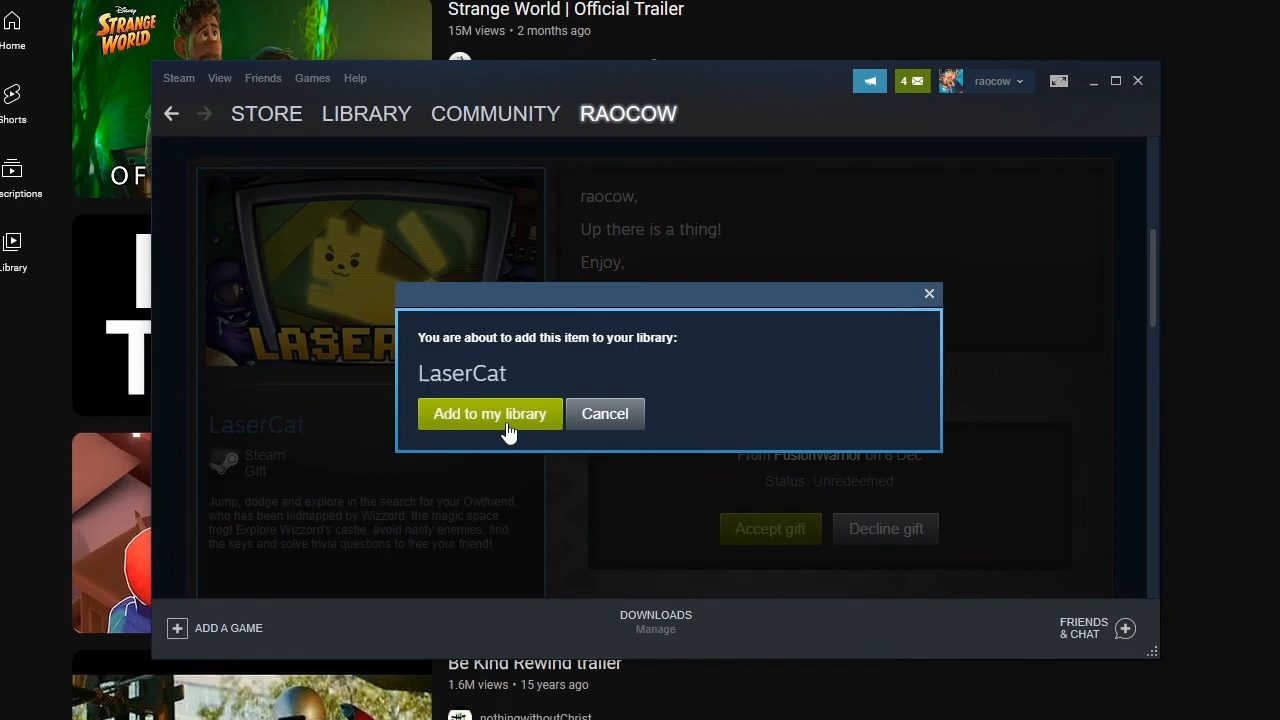 Strange World | Official Trailer
15M views • 2 months ago
Disney
STRANGE
WORLD
OF
Home
Shorts
scriptions
Library
Steam View Friends Games Help
4
raocow
STORE LIBRARY COMMUNITY RAOCOW
raocow,
Up there is a thing!
Enjoy,
LASER
You are about to add this item to your library:
LaserCat
Add to my library Cancel
LaserCat
Steam
Gift
Jump, dodge and explore in the search for your Owlfriend,
who has been kidnapped by Wizzord: the magic space
frog! Explore Wizzord's castle, avoid nasty enemies, find
the keys and solve trivia questions to free your friend!
From FusionWarrior on 6 Dec
Status: Unredeemed
Accept gift Decline gift
ADD A GAME
DOWNLOADS
Manage
FRIENDS
& CHAT
Be Kind Rewind trailer
1.6M views • 15 years ago
nothingwithoutChrist